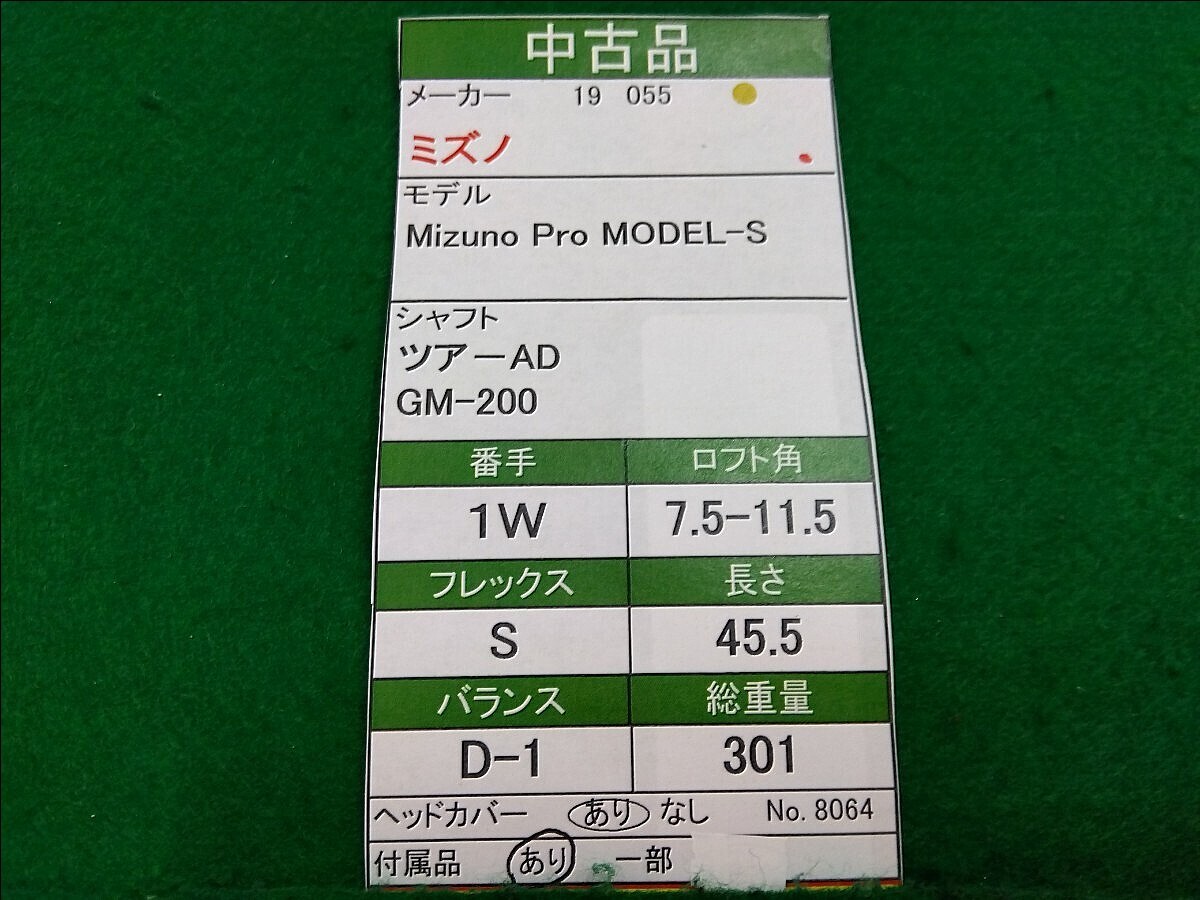 中古品
メーカー 19 055
ミズノ
モデル
Mizuno Pro MODEL-S
シャフト
ツアーAD
GM-200
番手 ロフト角
1W 7.5-11.5
フレックス 長さ
S 45.5
バランス 総重量
D-1 301
ヘッドカバー あり なし No. 8064
付属品 あり 一部